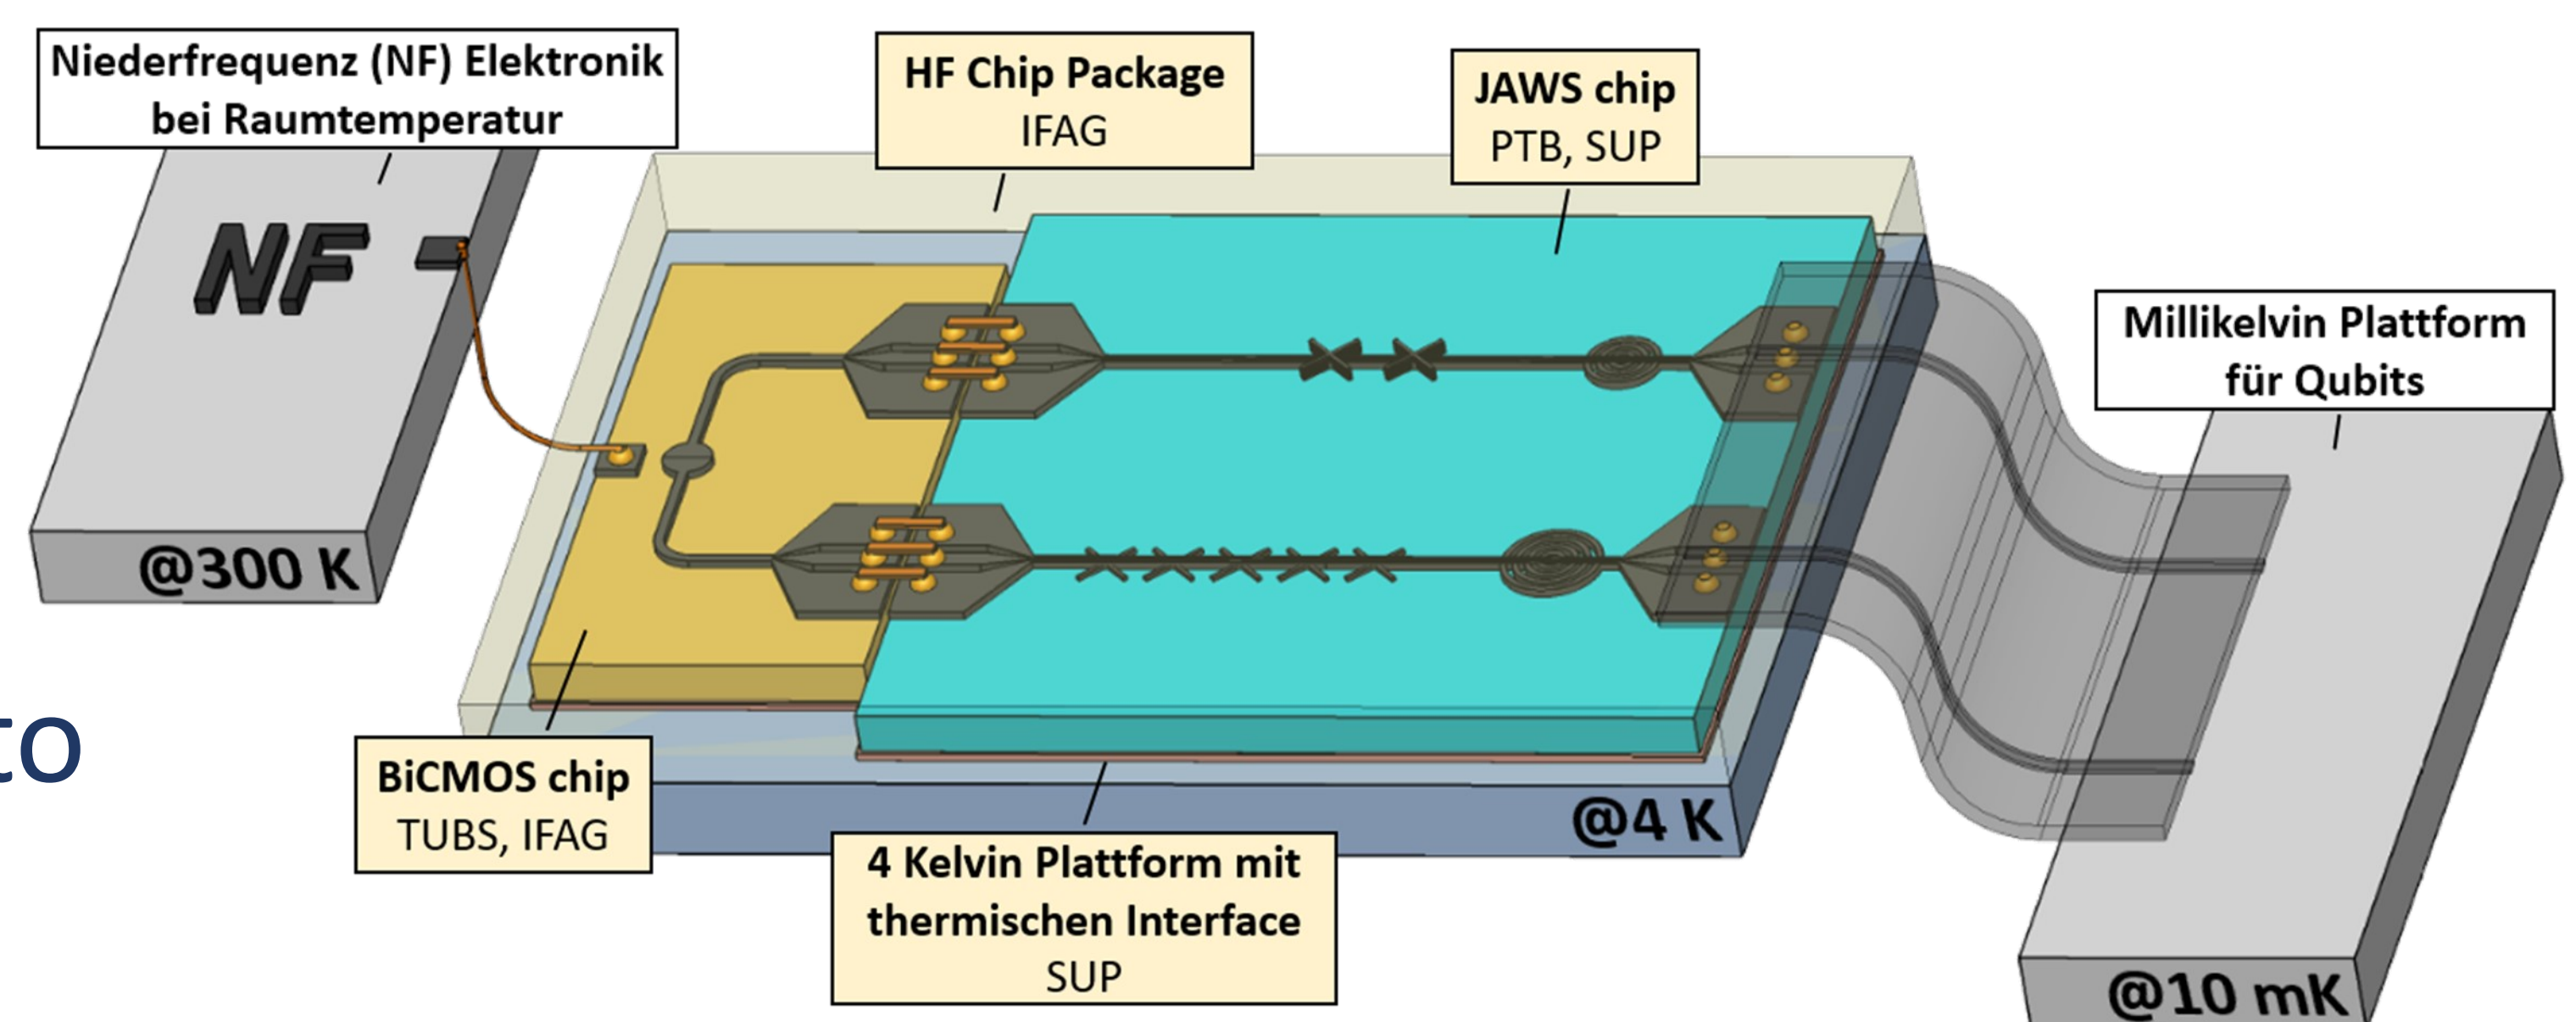 Niederfrequenz (NF) Elektronik
bei Raumtemperatur
HF Chip Package
IFAG
JAWS chip
PTB, SUP
NF
Millikelvin Plattform
für Qubits
@300 K
to
BiCMOS chip
TUBS, IFAG
@4 K
4 Kelvin Plattform mit
thermischen Interface
SUP
@10 mK